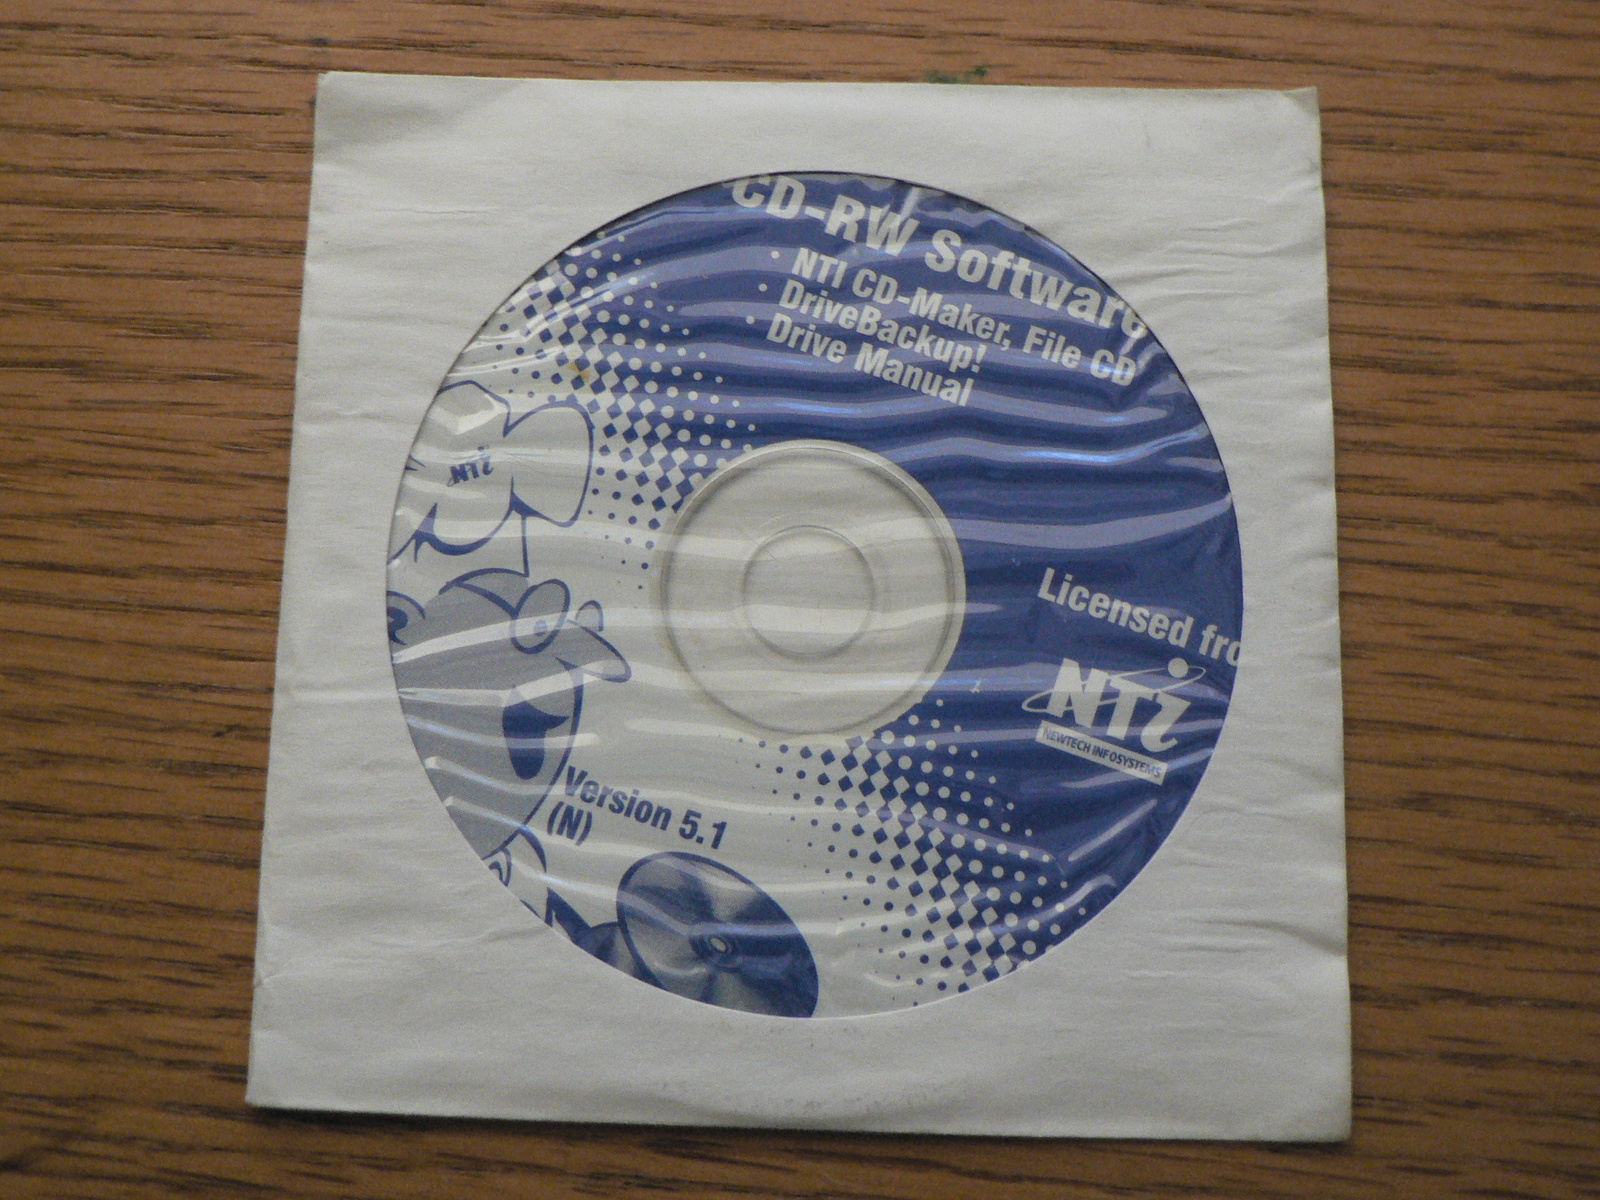 CD-RW Software
NTI CD-Maker, File CD
DriveBackup!
Drive Manual
NTi
Licensed fro
NTi
NEWTECH INFOSYSTEMS
Version 5.1
(N)